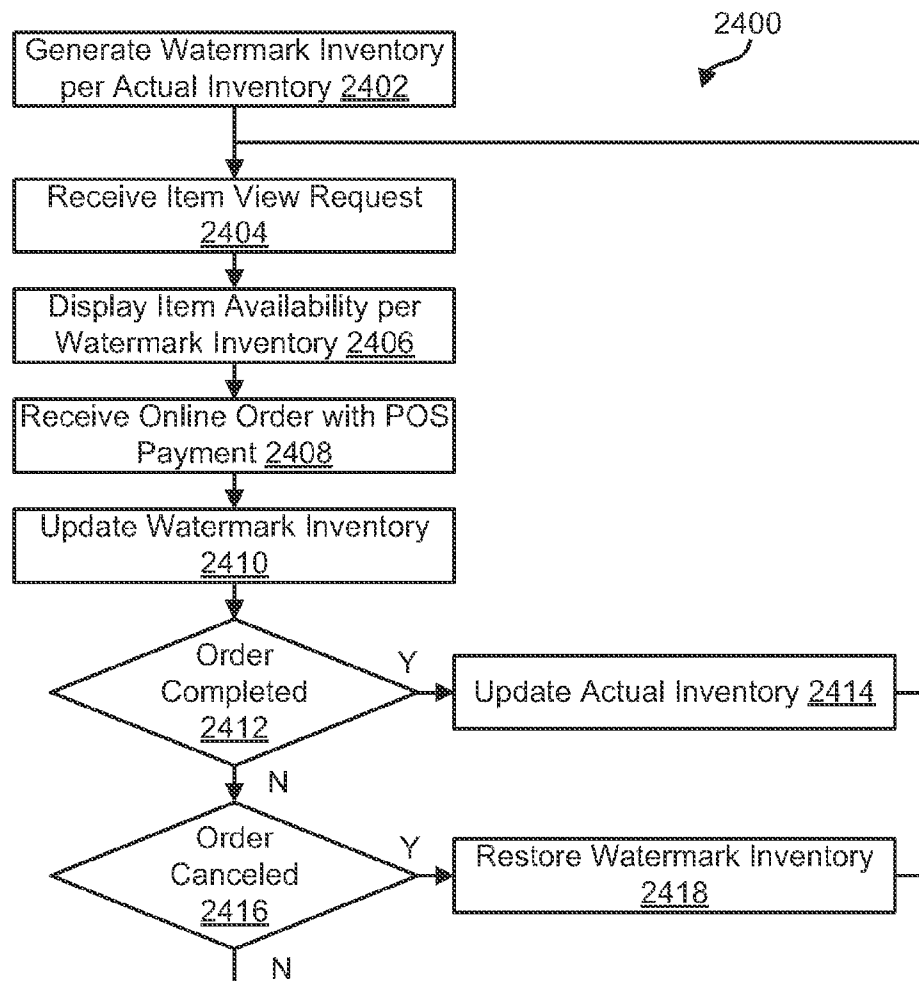 2400
Generate Watermark Inventory
per Actual Inventory 2402
Receive Item View Request
2404
Display Item Availability per
Watermark Inventory 2406
Receive Online Order with POS
Payment 2408
Update Watermark Inventory
2410
Order
Completed
2412
Y
Update Actual Inventory 2414
N
Order
Canceled
2416
Y
Restore Watermark Inventory
2418
N